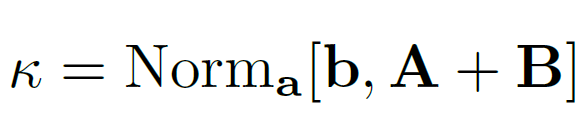 κ = Norm_𝐚[𝐛, 𝐀 + 𝐁]